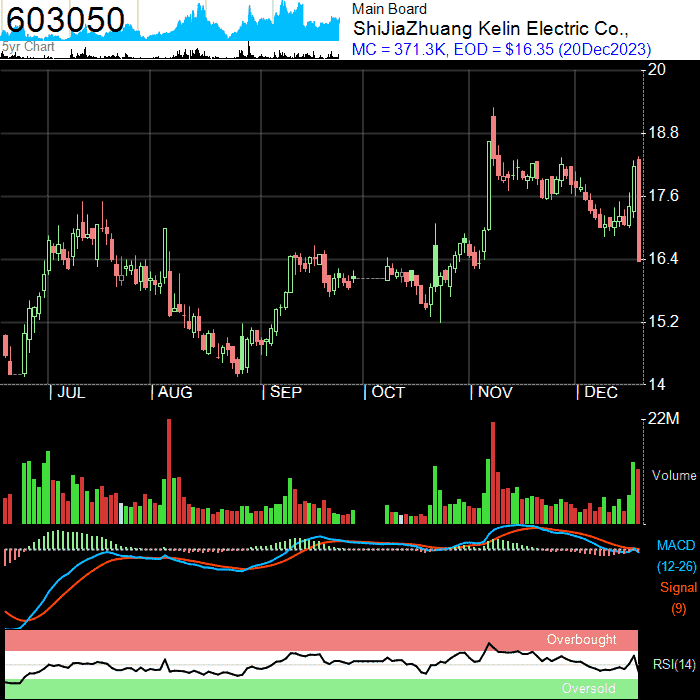 603050
5yr Chart
Main Board
ShiJiaZhuang Kelin Electric Co.,
MC = 371.3K, EOD = $16.35 (20Dec2023)
20
18.8
17.6
16.4
15.2
14
| JUL | AUG | SEP | OCT | NOV | DEC
22M
Volume
MACD
(12-26)
Signal
(9)
Overbought
RSI(14)
Oversold